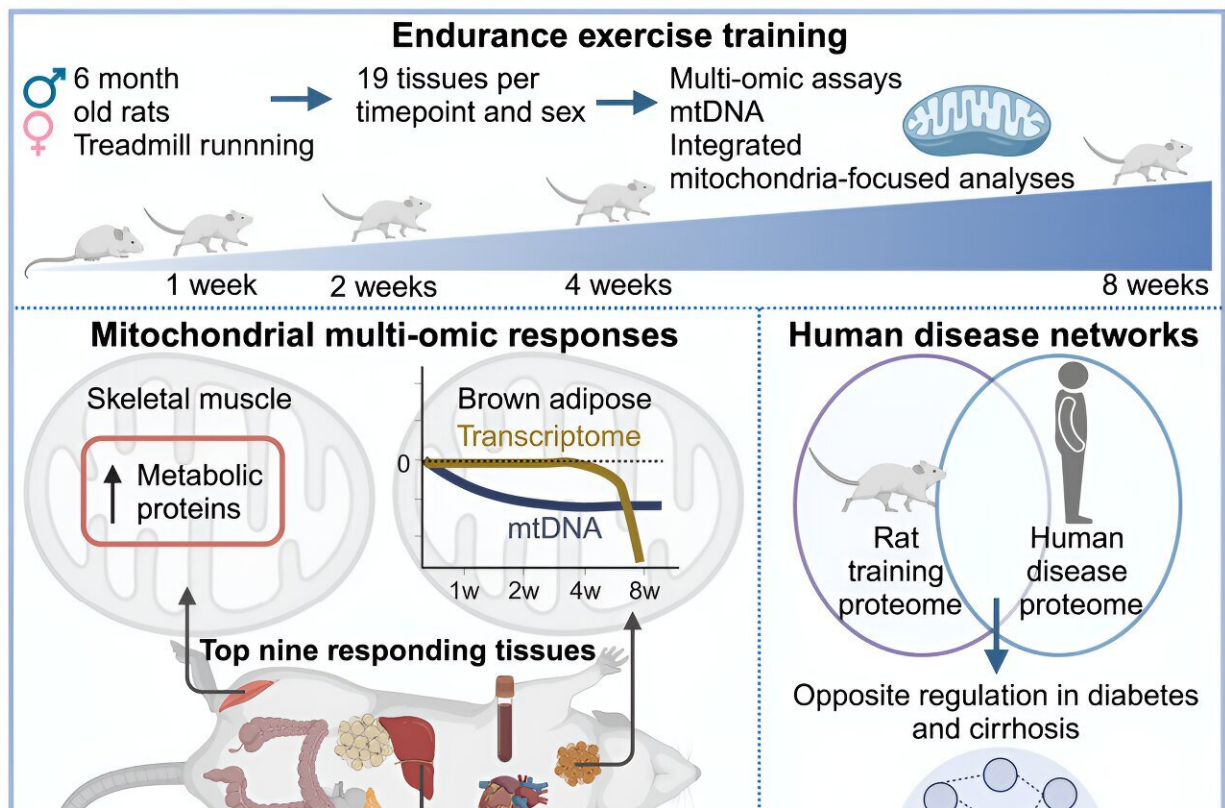 Endurance exercise training
6 month
old rats
Treadmill runnning
19 tissues per
timepoint and sex
Multi-omic assays
mtDNA
Integrated
mitochondria-focused analyses
1 week
2 weeks
4 weeks
8 weeks
Mitochondrial multi-omic responses
Skeletal muscle
Metabolic
proteins
Brown adipose
Transcriptome
0
mtDNA
1w 2w 4w 8w
Top nine responding tissues
Human disease networks
Rat
training
proteome
Human
disease
proteome
Opposite regulation in diabetes
and cirrhosis